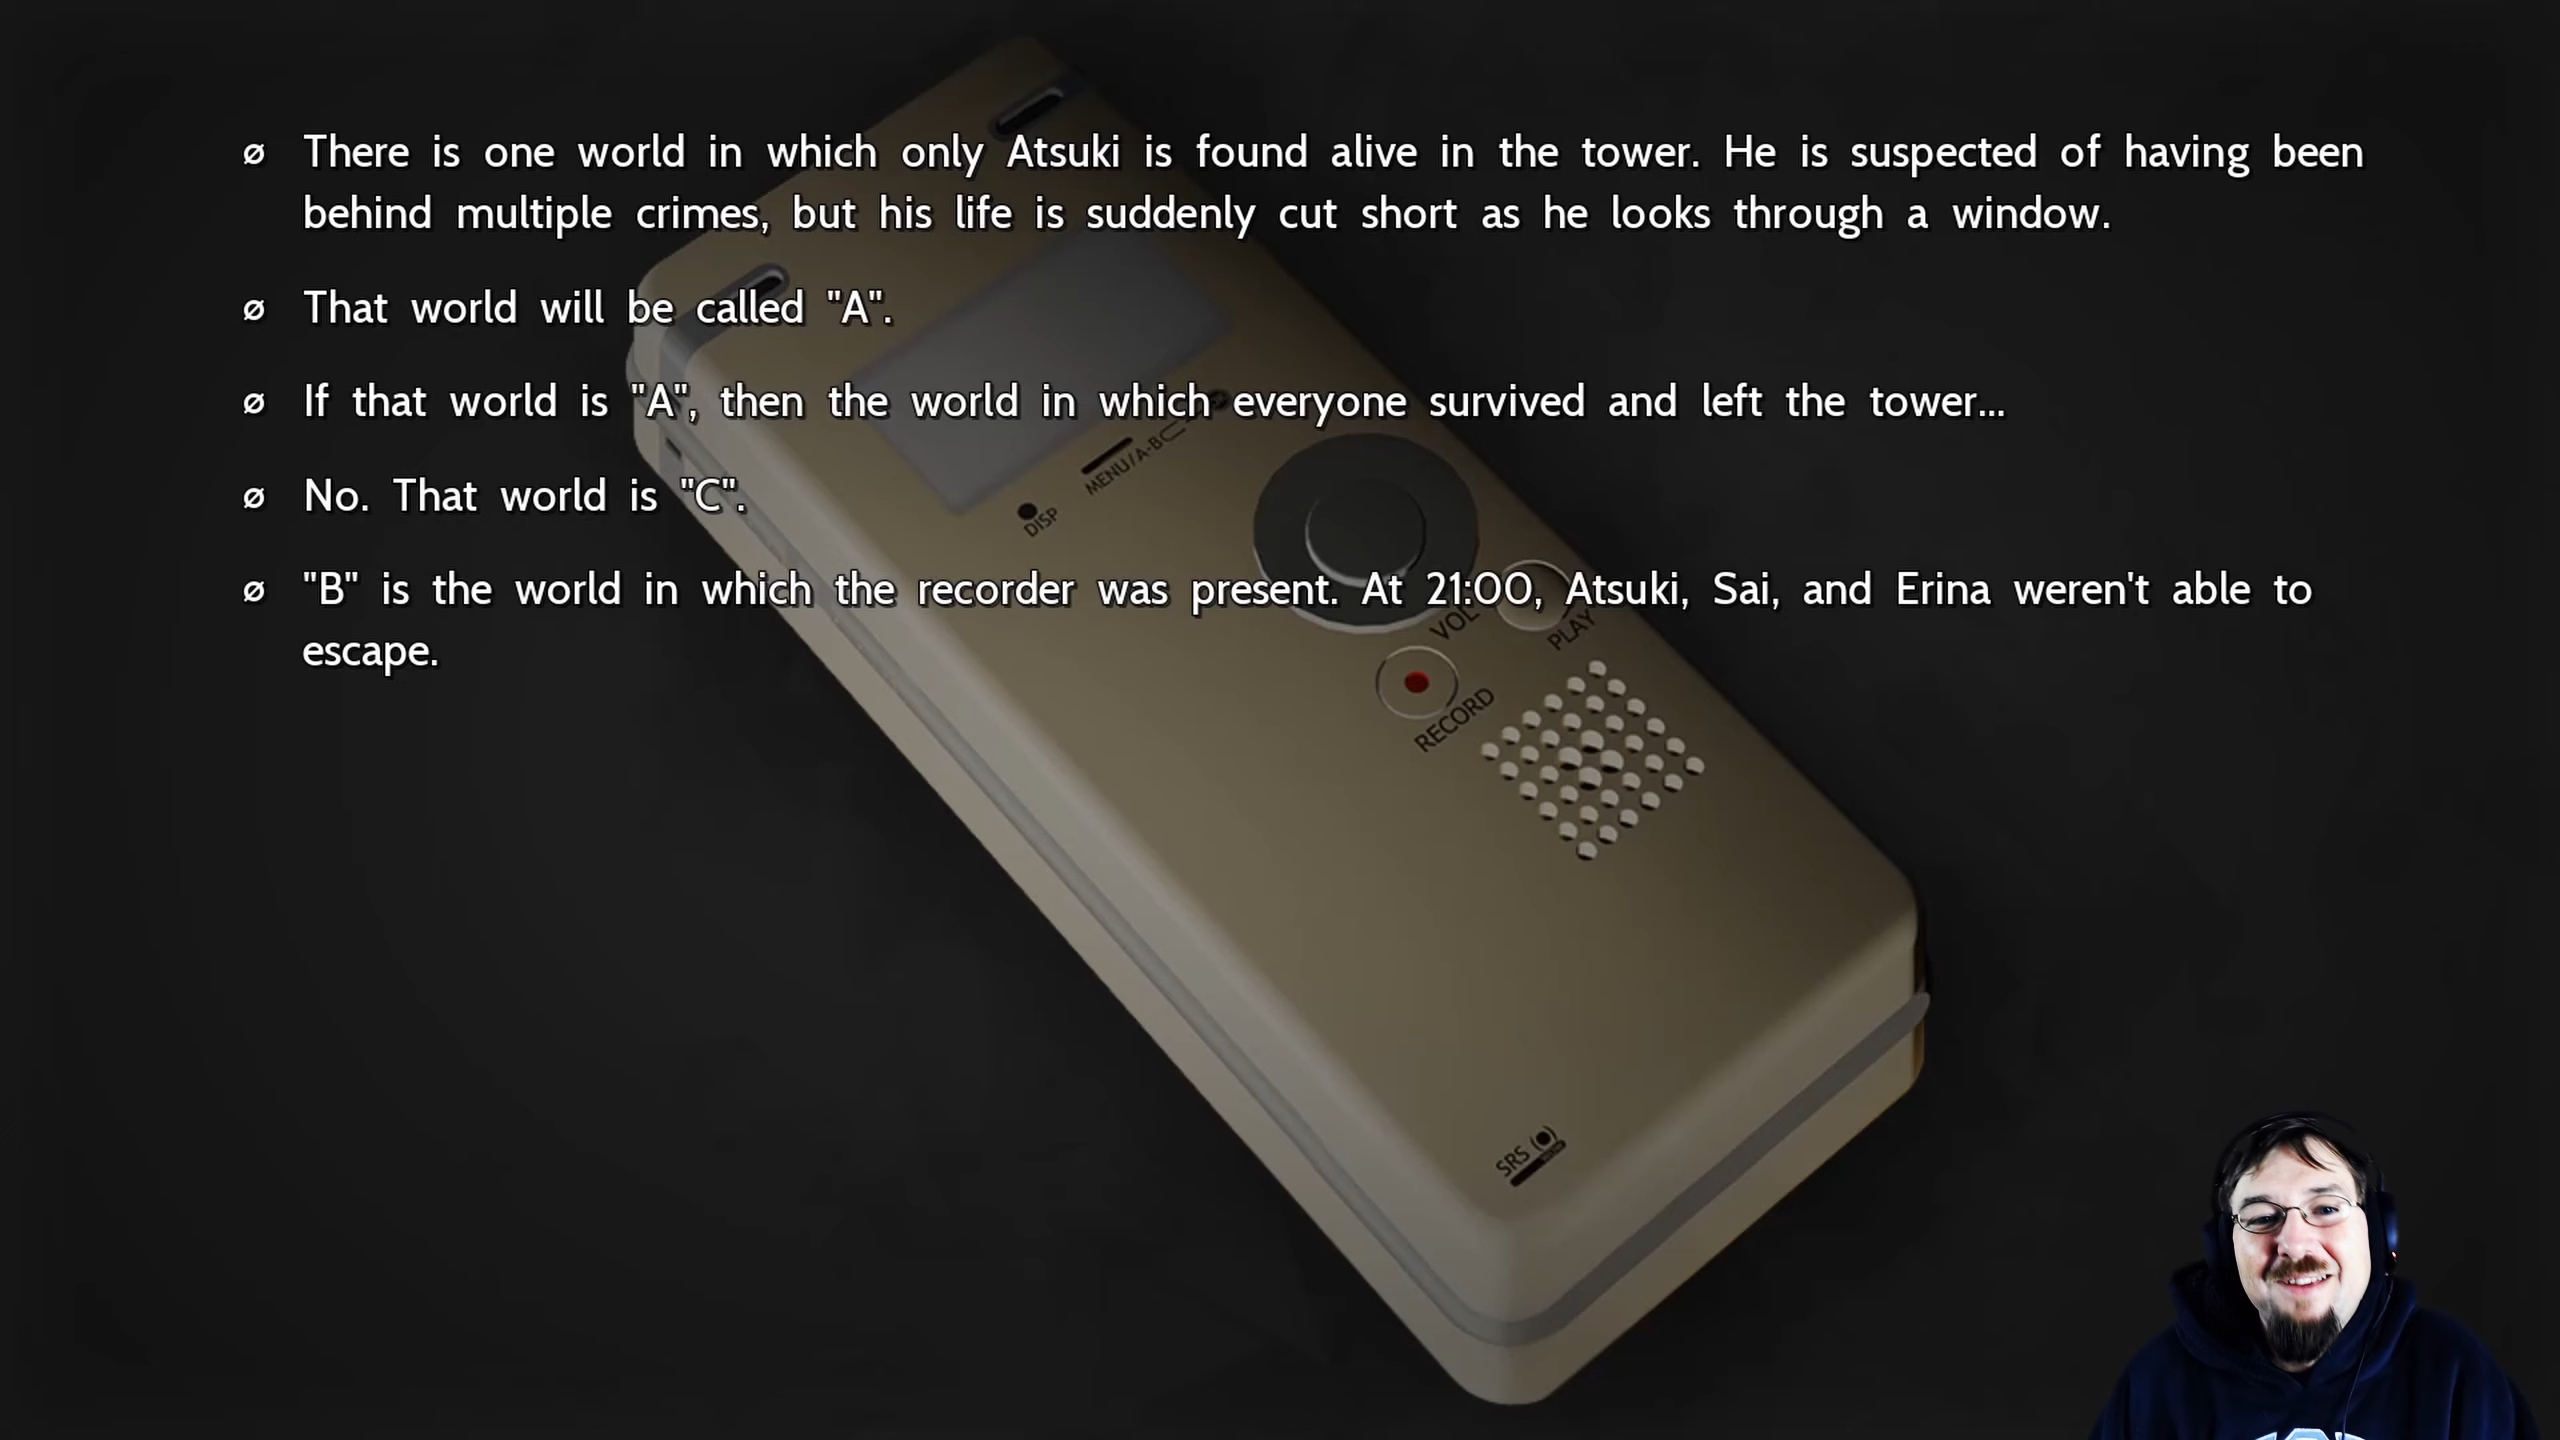 ø There is one world in which only Atsuki is found alive in the tower. He is suspected of having been
behind multiple crimes, but his life is suddenly cut short as he looks through a window.
ø That world will be called "A".
ø If that world is "A", then the world in which everyone survived and left the tower...
ø No. That world is "C".
ø "B" is the world in which the recorder was present. At 21:00, Atsuki, Sai, and Erina weren't able to
escape.
MENU/A-B
DISP
VOL
PLAY
RECORD
SRS